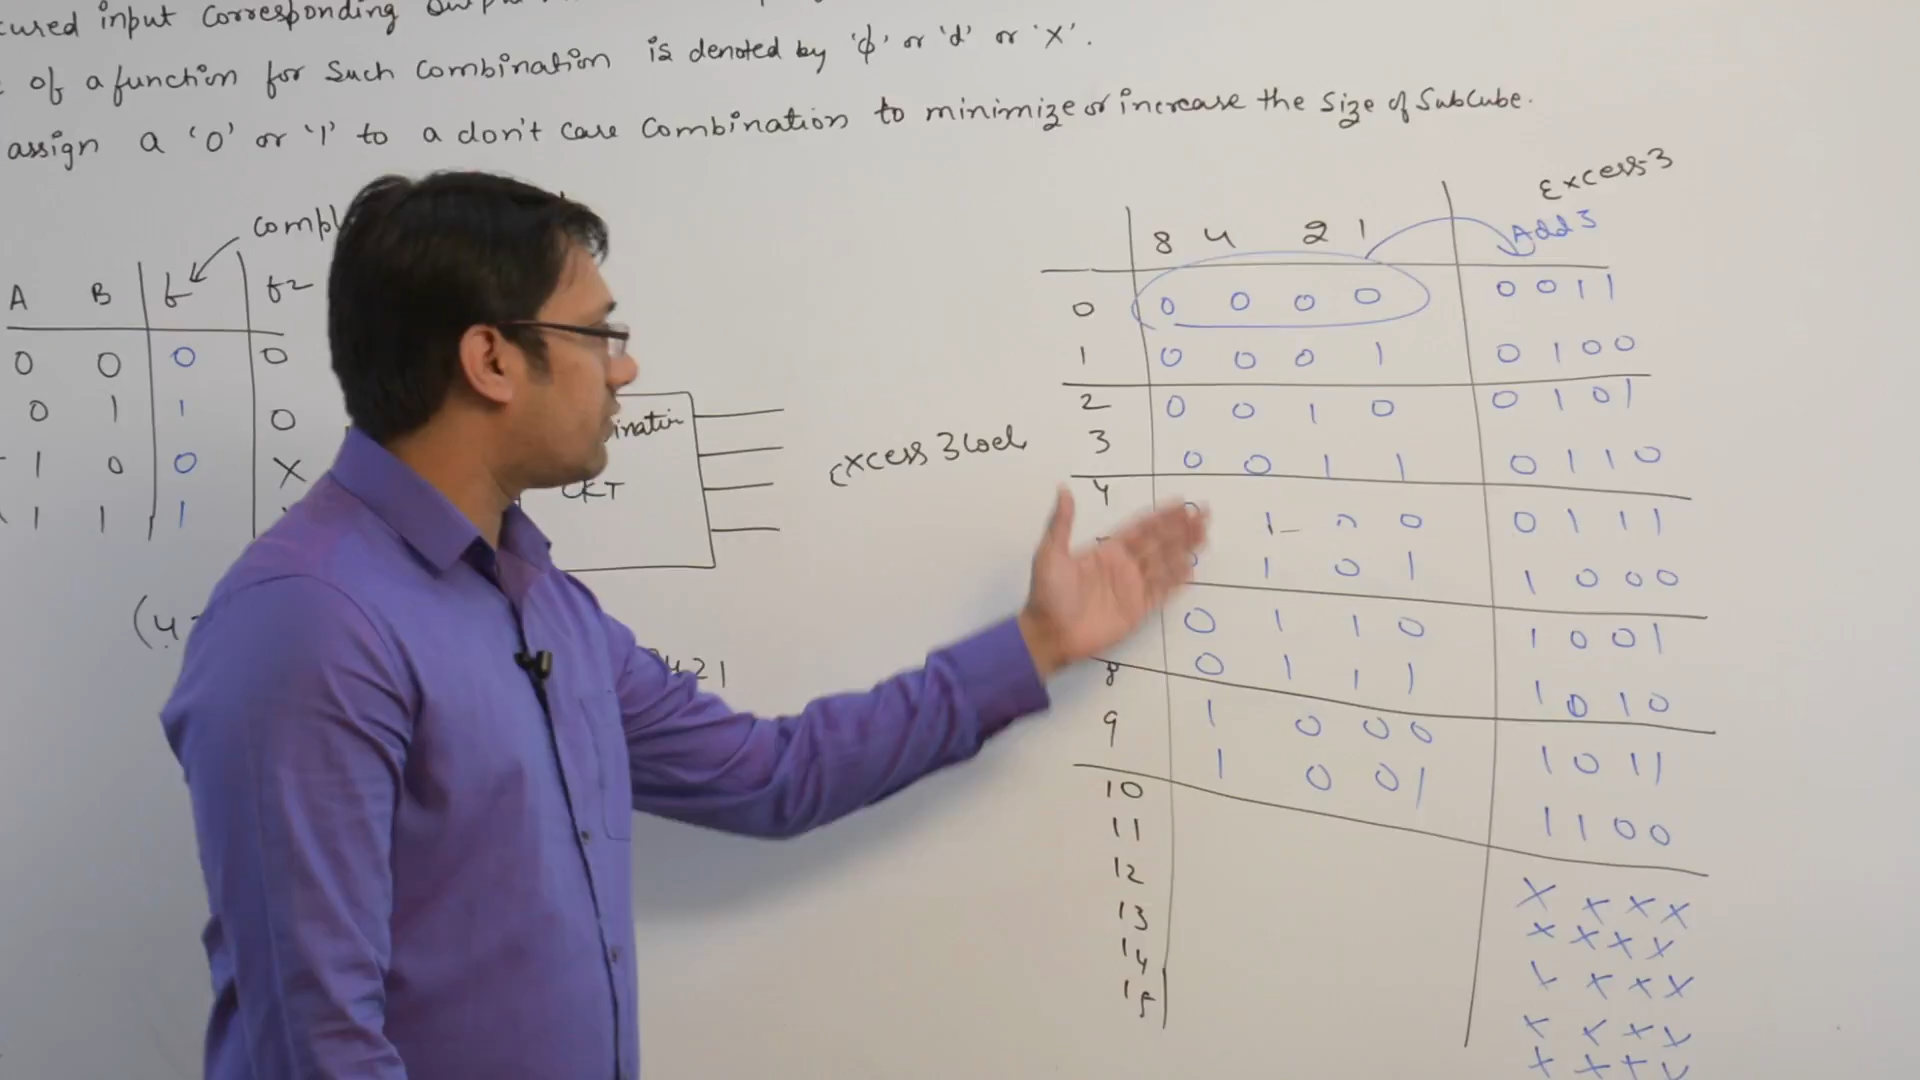 cured input Corresponding
of a function for Such Combination is denoted by 'ϕ' or 'd' or 'X'.
assign a '0' or '1' to a don't care Combination to minimize or increase the Size of SubCube.
Excess-3
8 4 2 1 Add 3
0 0 0 0 0 0 0 1 1
1 0 0 0 1 0 1 0 0
2 0 0 1 0 0 1 0 1
3 0 0 1 1 0 1 1 0
4 0 1 0 0 0 1 1 1
0 1 0 1 1 0 0 0
0 1 1 0 1 0 0 1
0 1 1 1 1 0 1 0
8 1 0 0 0 1 0 1 1
9 1 0 0 1 1 1 0 0
10 X X X X
11 X X X X
12 X X X X
13 X X X X
14 X X X X
15
A B f f2
0 0 0 0
0 1 1 0
1 0 0 X
1 1 1
CKT
(4
421